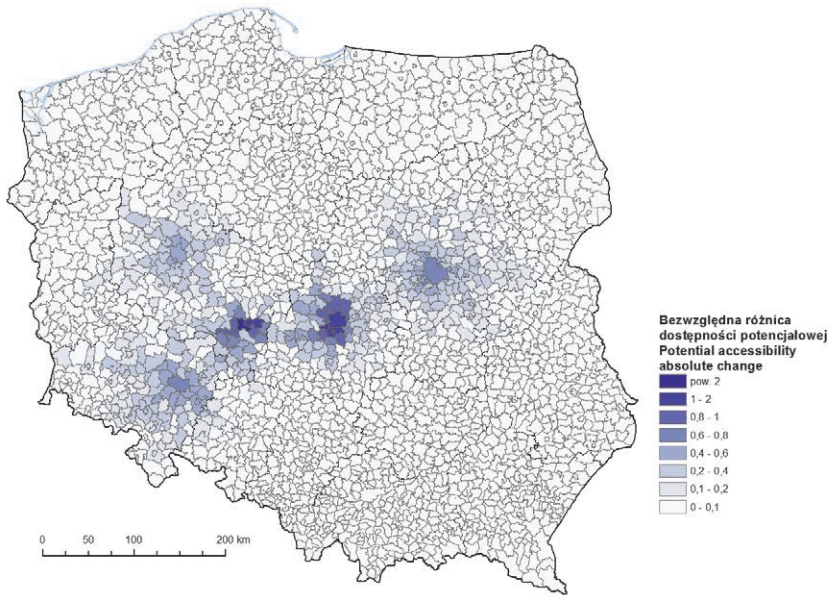 Bezwzględna różnica
dostępności potencjałowej
Potential accessibility
absolute change
pow. 2
1 - 2
0,8 - 1
0,6 - 0,8
0,4 - 0,6
0,2 - 0,4
0,1 - 0,2
0 - 0,1
0 50 100 200 km